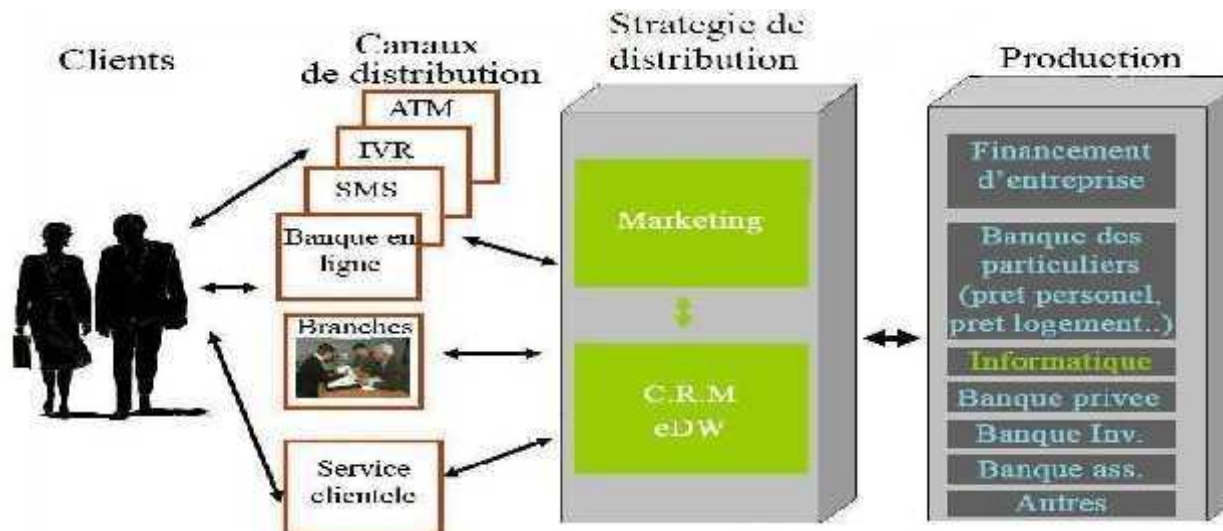 Clients
Canaux
de distribution
ATM
IVR
SMS
Banque en
ligne
Branches
Service
clientele
Strategie de
distribution
Marketing
C.R.M
eDW
Production
Financement
d'entreprise
Banque des
particuliers
(pret personel,
pret logement..)
Informatique
Banque privee
Banque Inv.
Banque ass.
Autres